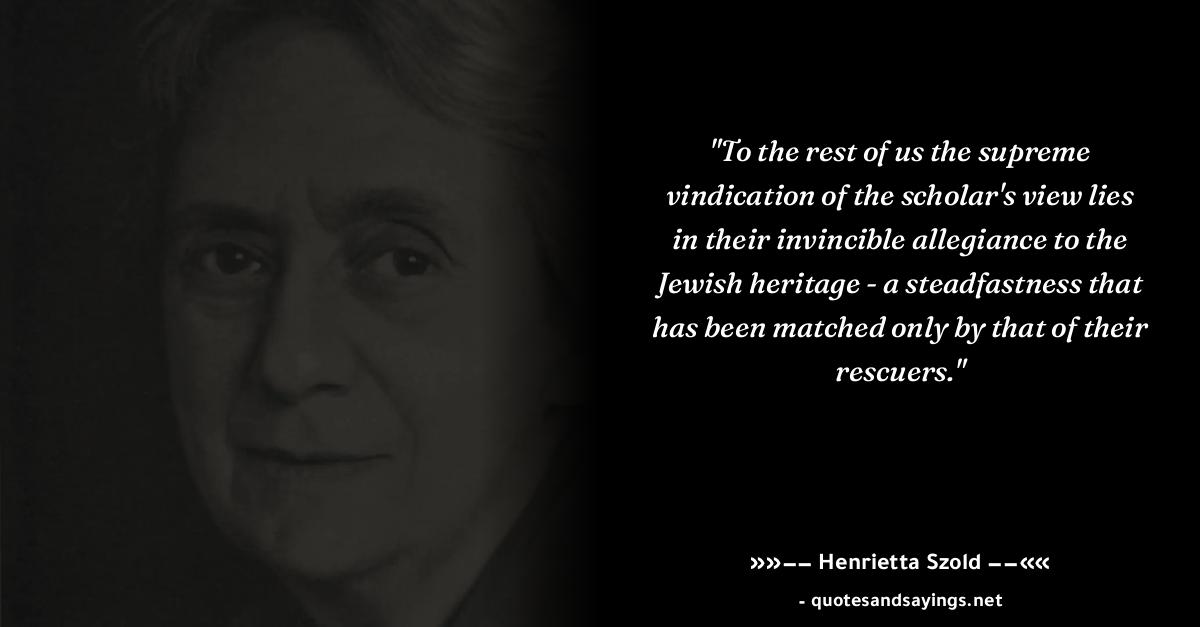 "To the rest of us the supreme
vindication of the scholar's view lies
in their invincible allegiance to the
Jewish heritage - a steadfastness that
has been matched only by that of their
rescuers."
»»−− Henrietta Szold −−««
- quotesandsayings.net